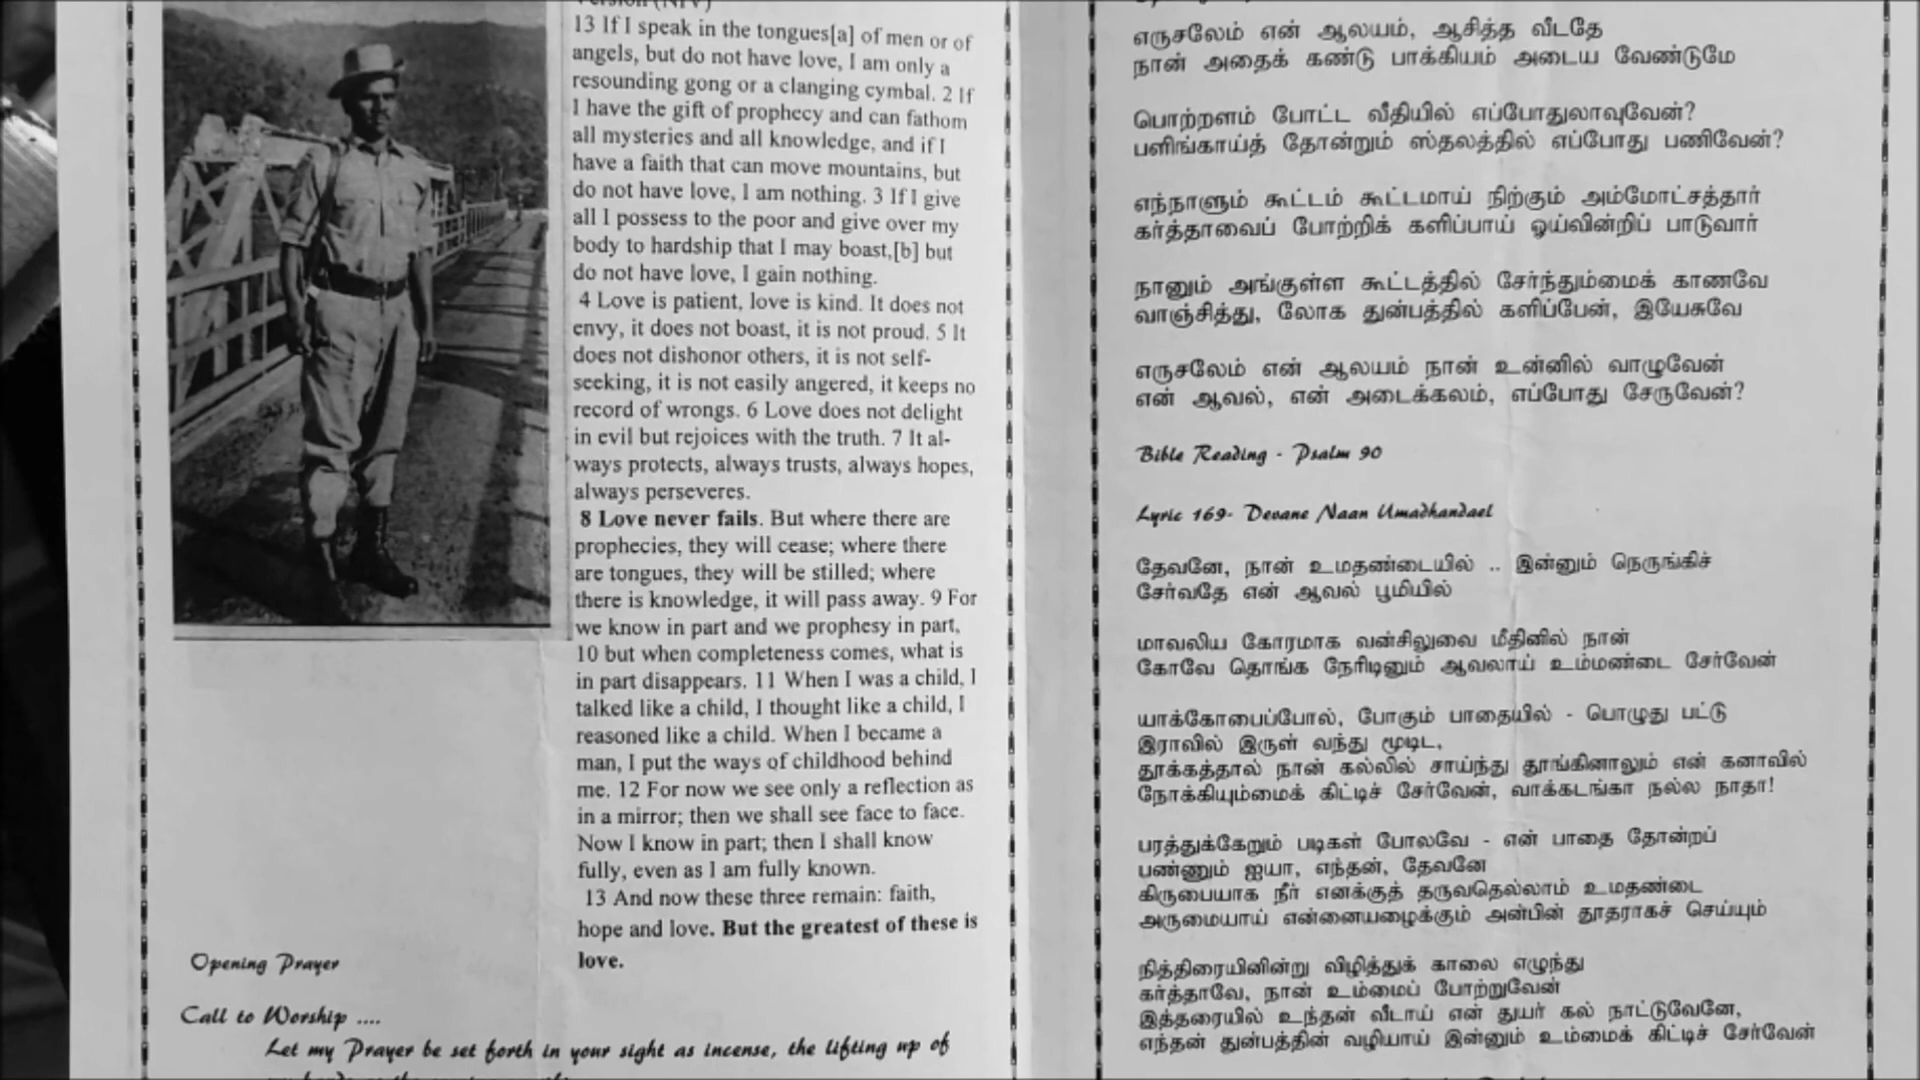 Version (NIV)
13 If I speak in the tongues[a] of men or of
angels, but do not have love, I am only a
resounding gong or a clanging cymbal. 2 If
I have the gift of prophecy and can fathom
all mysteries and all knowledge, and if I
have a faith that can move mountains, but
do not have love, I am nothing. 3 If I give
all I possess to the poor and give over my
body to hardship that I may boast,[b] but
do not have love, I gain nothing.
4 Love is patient, love is kind. It does not
envy, it does not boast, it is not proud. 5 It
does not dishonor others, it is not self-
seeking, it is not easily angered, it keeps no
record of wrongs. 6 Love does not delight
in evil but rejoices with the truth. 7 It al-
ways protects, always trusts, always hopes,
always perseveres.
8 Love never fails. But where there are
prophecies, they will cease; where there
are tongues, they will be stilled; where
there is knowledge, it will pass away. 9 For
we know in part and we prophesy in part,
10 but when completeness comes, what is
in part disappears. 11 When I was a child, I
talked like a child, I thought like a child, I
reasoned like a child. When I became a
man, I put the ways of childhood behind
me. 12 For now we see only a reflection as
in a mirror; then we shall see face to face.
Now I know in part; then I shall know
fully, even as I am fully known.
13 And now these three remain: faith,
hope and love. But the greatest of these is
love.
Opening Prayer
Call to Worship ....
Let my Prayer be set forth in your sight as incense, the lifting up of
எருசலேம் என் ஆலயம், ஆசித்த வீடதே
நான் அதைக் கண்டு பாக்கியம் அடைய வேண்டுமே
பொற்றளம் போட்ட வீதியில் எப்போதுலாவுவேன்?
பளிங்காய்த் தோன்றும் ஸ்தலத்தில் எப்போது பணிவேன்?
எந்நாளும் கூட்டம் கூட்டமாய் நிற்கும் அம்மோட்சத்தார்
கர்த்தாவைப் போற்றிக் களிப்பாய் ஓய்வின்றிப் பாடுவார்
நானும் அங்குள்ள கூட்டத்தில் சேர்ந்தும்மைக் காணவே
வாஞ்சித்து, லோக துன்பத்தில் களிப்பேன், இயேசுவே
எருசலேம் என் ஆலயம் நான் உன்னில் வாழுவேன்
என் ஆவல், என் அடைக்கலம், எப்போது சேருவேன்?
Bible Reading - Psalm 90
Lyric 169- Devane Naan Umadhandael
தேவனே, நான் உமதண்டையில் .. இன்னும் நெருங்கிச்
சேர்வதே என் ஆவல் பூமியில்
மாவலிய கோரமாக வன்சிலுவை மீதினில் நான்
கோவே தொங்க நேரிடினும் ஆவலாய் உம்மண்டை சேர்வேன்
யாக்கோபைப்போல், போகும் பாதையில் - பொழுது பட்டு
இராவில் இருள் வந்து மூடிட,
தூக்கத்தால் நான் கல்லில் சாய்ந்து தூங்கினாலும் என் கனாவில்
நோக்கியும்மைக் கிட்டிச் சேர்வேன், வாக்கடங்கா நல்ல நாதா!
பரத்துக்கேறும் படிகள் போலவே - என் பாதை தோன்றப்
பண்ணும் ஐயா, எந்தன், தேவனே
கிருபையாக நீர் எனக்குத் தருவதெல்லாம் உமதண்டை
அருமையாய் என்னையழைக்கும் அன்பின் தூதராகச் செய்யும்
நித்திரையினின்று விழித்துக் காலை எழுந்து
கர்த்தாவே, நான் உம்மைப் போற்றுவேன்
இத்தரையில் உந்தன் வீடாய் என் துயர் கல் நாட்டுவேனே,
எந்தன் துன்பத்தின் வழியாய் இன்னும் உம்மைக் கிட்டிச் சேர்வேன்